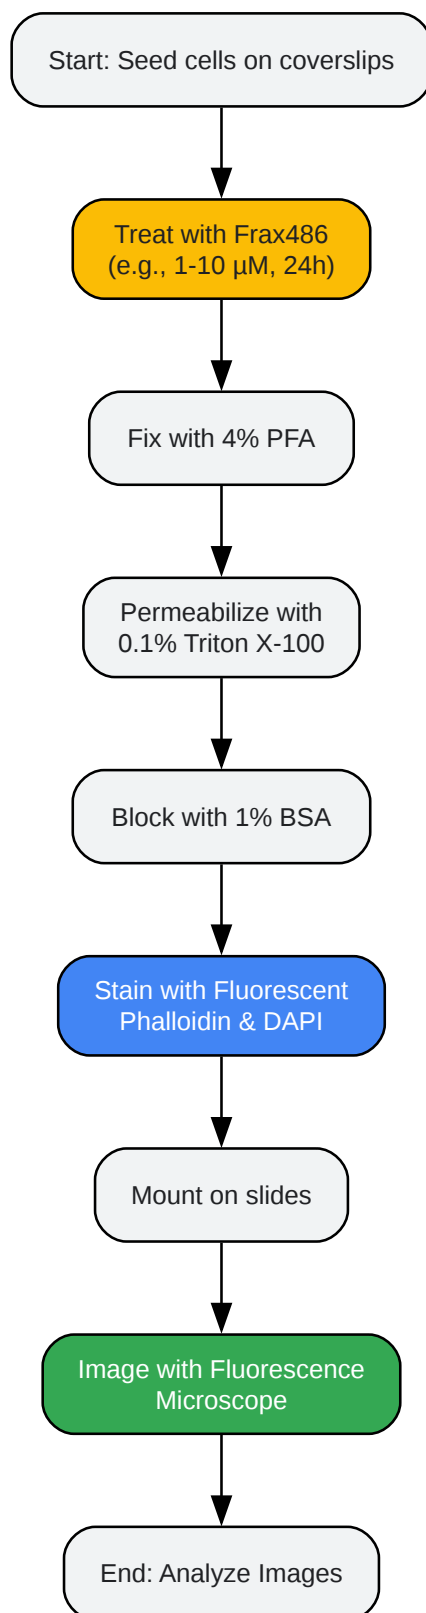 Start: Seed cells on coverslips
Treat with Frax486
(e.g., 1-10 µM, 24h)
Fix with 4% PFA
Permeabilize with
0.1% Triton X-100
Block with 1% BSA
Stain with Fluorescent
Phalloidin & DAPI
Mount on slides
Image with Fluorescence
Microscope
End: Analyze Images